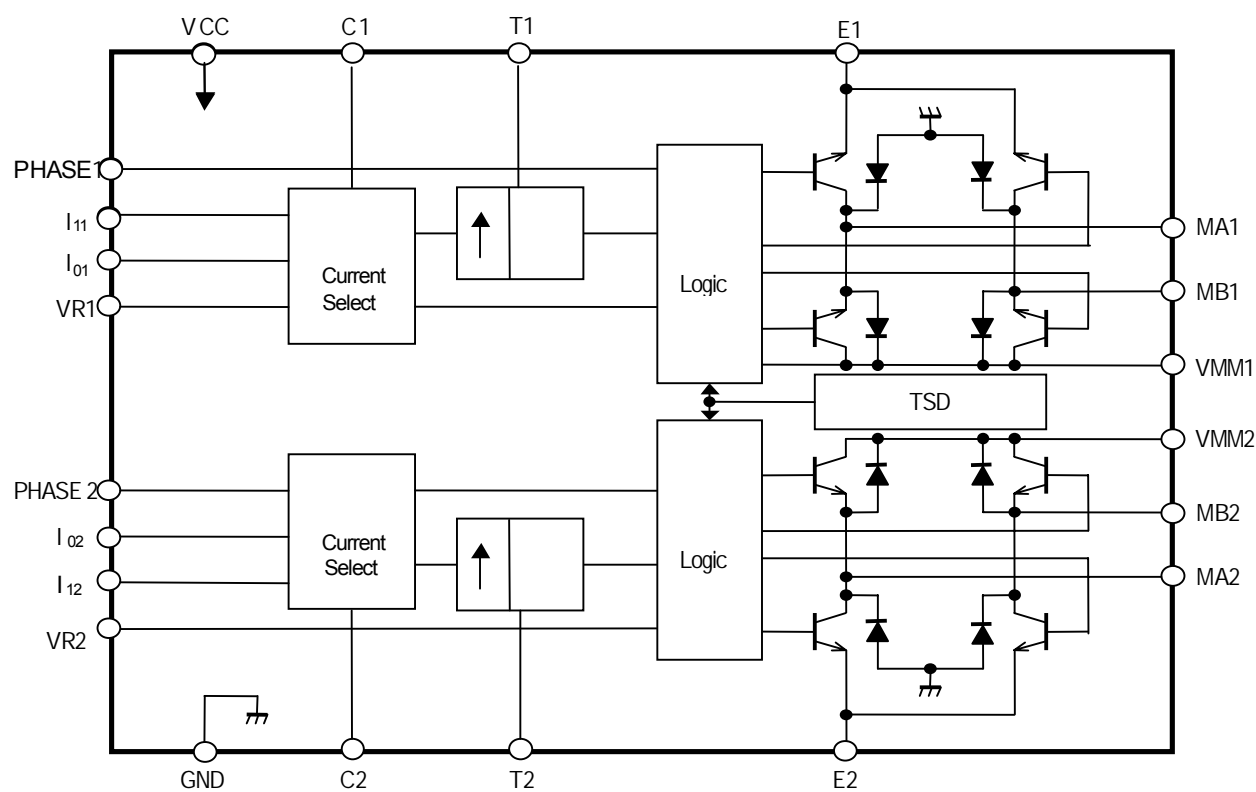 VCC
C1
T1
E1
PHASE1
I11
I01
VR1
Current
Select
Logic
MA1
MB1
VMM1
TSD
VMM2
PHASE 2
I02
I12
VR2
Current
Select
Logic
MB2
MA2
GND
C2
T2
E2